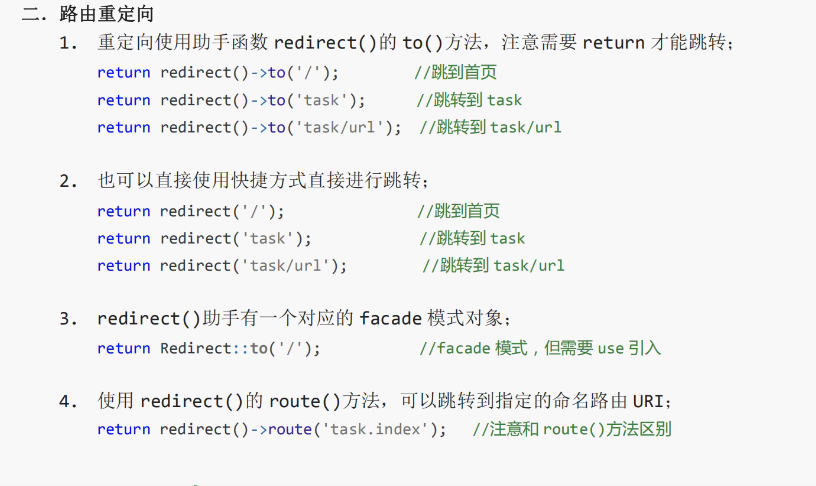 二．路由重定向
1. 重定向使用助手函数 redirect()的 to()方法，注意需要 return 才能跳转；
return redirect()->to('/'); //跳到首页
return redirect()->to('task'); //跳转到 task
return redirect()->to('task/url'); //跳转到 task/url
2. 也可以直接使用快捷方式直接进行跳转；
return redirect('/'); //跳到首页
return redirect('task'); //跳转到 task
return redirect('task/url'); //跳转到 task/url
3. redirect()助手有一个对应的 facade 模式对象；
return Redirect::to('/'); //facade 模式，但需要 use 引入
4. 使用 redirect()的 route()方法，可以跳转到指定的命名路由 URI；
return redirect()->route('task.index'); //注意和 route()方法区别